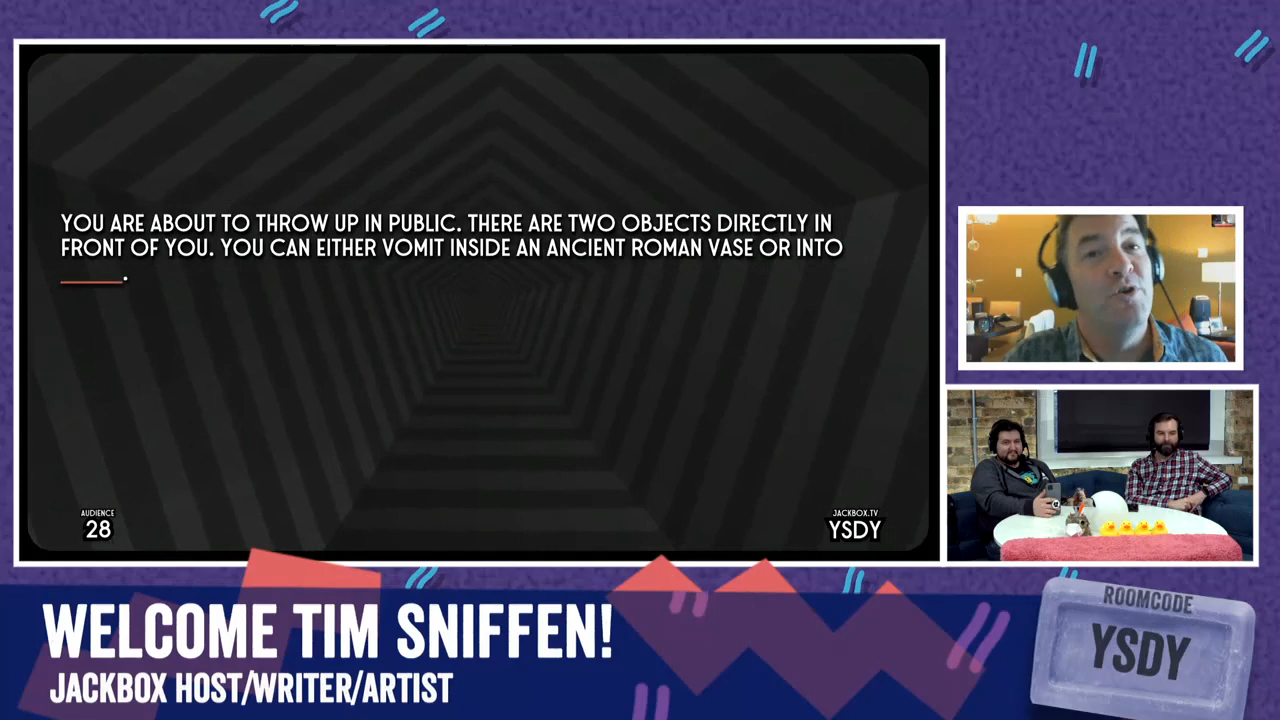 YOU ARE ABOUT TO THROW UP IN PUBLIC. THERE ARE TWO OBJECTS DIRECTLY IN
FRONT OF YOU. YOU CAN EITHER VOMIT INSIDE AN ANCIENT ROMAN VASE OR INTO
______.
AUDIENCE
28
JACKBOX.TV
YSDY
WELCOME TIM SNIFFEN!
JACKBOX HOST/WRITER/ARTIST
ROOMCODE
YSDY